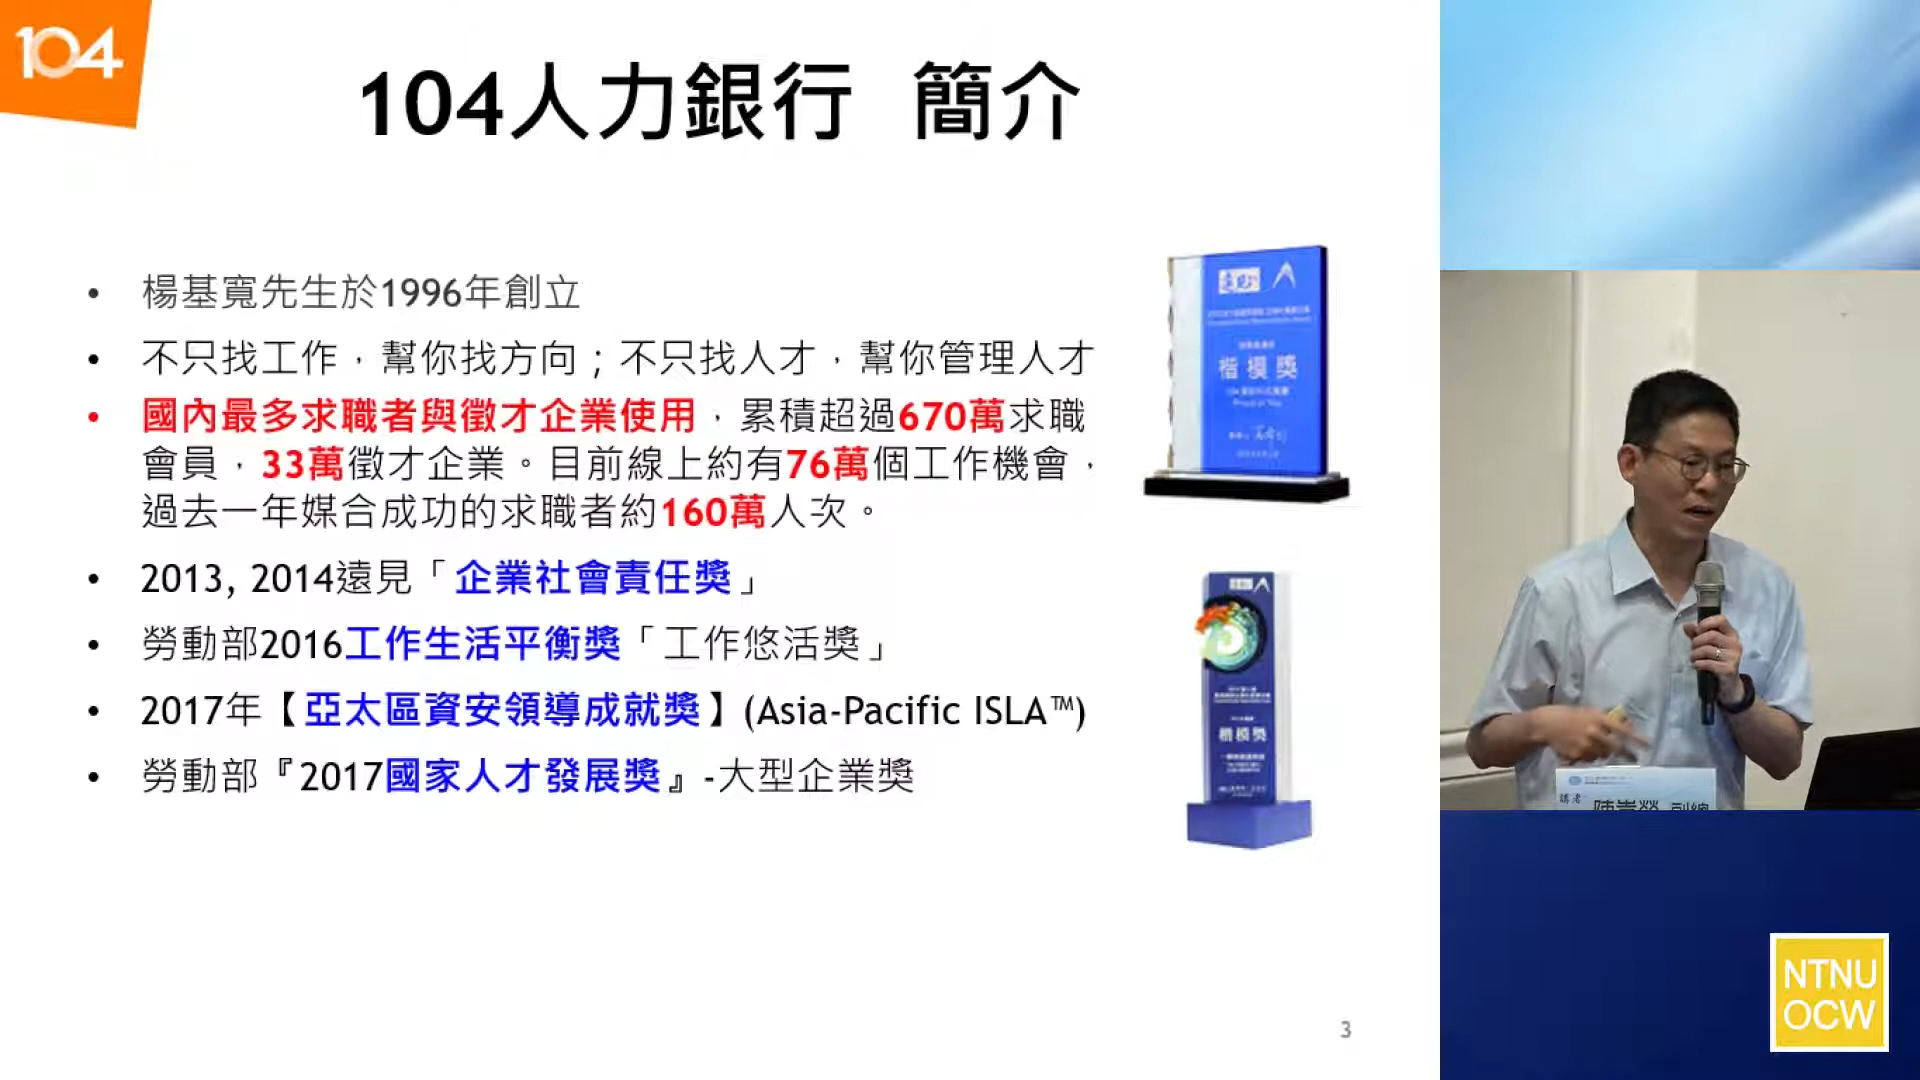 104
104人力銀行 簡介
• 楊基寬先生於1996年創立
• 不只找工作，幫你找方向；不只找人才，幫你管理人才
• 國內最多求職者與徵才企業使用，累積超過670萬求職
會員，33萬徵才企業。目前線上約有76萬個工作機會，
過去一年媒合成功的求職者約160萬人次。
• 2013, 2014遠見「企業社會責任獎」
• 勞動部2016工作生活平衡獎「工作悠活獎」
• 2017年【亞太區資安領導成就獎】(Asia-Pacific ISLA™)
• 勞動部『2017國家人才發展獎』-大型企業獎
遠見
楷模獎
楷模獎
講者
副總
3
NTNU
OCW